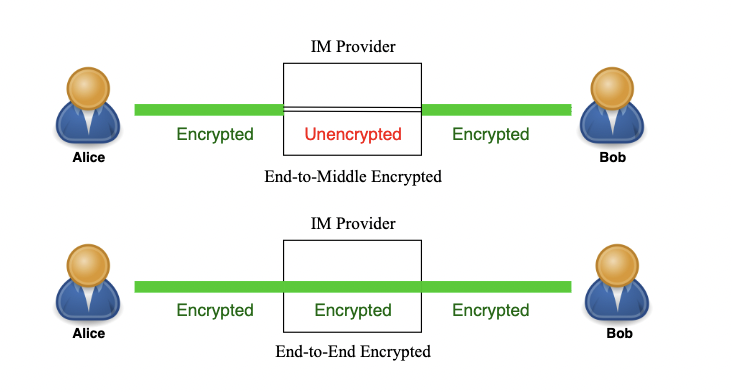 IM Provider
Encrypted Unencrypted Encrypted
Alice Bob
End-to-Middle Encrypted
IM Provider
Encrypted Encrypted Encrypted
Alice Bob
End-to-End Encrypted